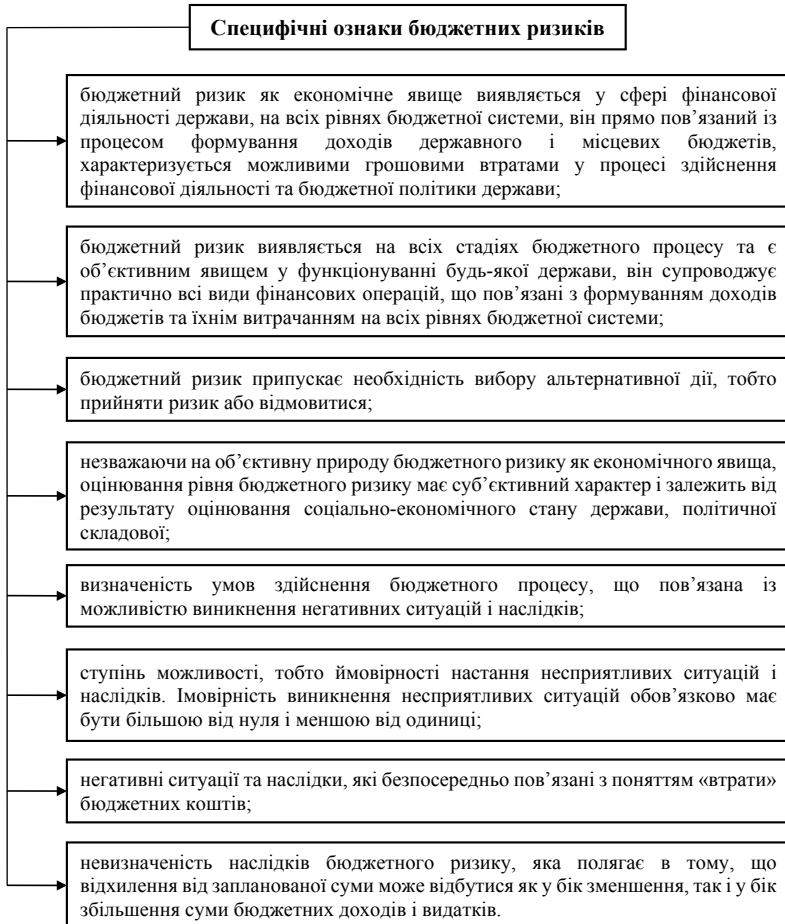 Специфічні ознаки бюджетних ризиків
бюджетний ризик як економічне явище виявляється у сфері фінансової
діяльності держави, на всіх рівнях бюджетної системи, він прямо пов’язаний із
процесом формування доходів державного і місцевих бюджетів,
характеризується можливими грошовими втратами у процесі здійснення
фінансової діяльності та бюджетної політики держави;
бюджетний ризик виявляється на всіх стадіях бюджетного процесу та є
об’єктивним явищем у функціонуванні будь-якої держави, він супроводжує
практично всі види фінансових операцій, що пов’язані з формуванням доходів
бюджетів та їхнім витрачанням на всіх рівнях бюджетної системи;
бюджетний ризик припускає необхідність вибору альтернативної дії, тобто
прийняти ризик або відмовитися;
незважаючи на об’єктивну природу бюджетного ризику як економічного явища,
оцінювання рівня бюджетного ризику має суб’єктивний характер і залежить від
результату оцінювання соціально-економічного стану держави, політичної
складової;
визначеність умов здійснення бюджетного процесу, що пов’язана із
можливістю виникнення негативних ситуацій і наслідків;
ступінь можливості, тобто ймовірності настання несприятливих ситуацій і
наслідків. Імовірність виникнення несприятливих ситуацій обов’язково має
бути більшою від нуля і меншою від одиниці;
негативні ситуації та наслідки, які безпосередньо пов’язані з поняттям «втрати»
бюджетних коштів;
невизначеність наслідків бюджетного ризику, яка полягає в тому, що
відхилення від запланованої суми може відбутися як у бік зменшення, так і у бік
збільшення суми бюджетних доходів і видатків.